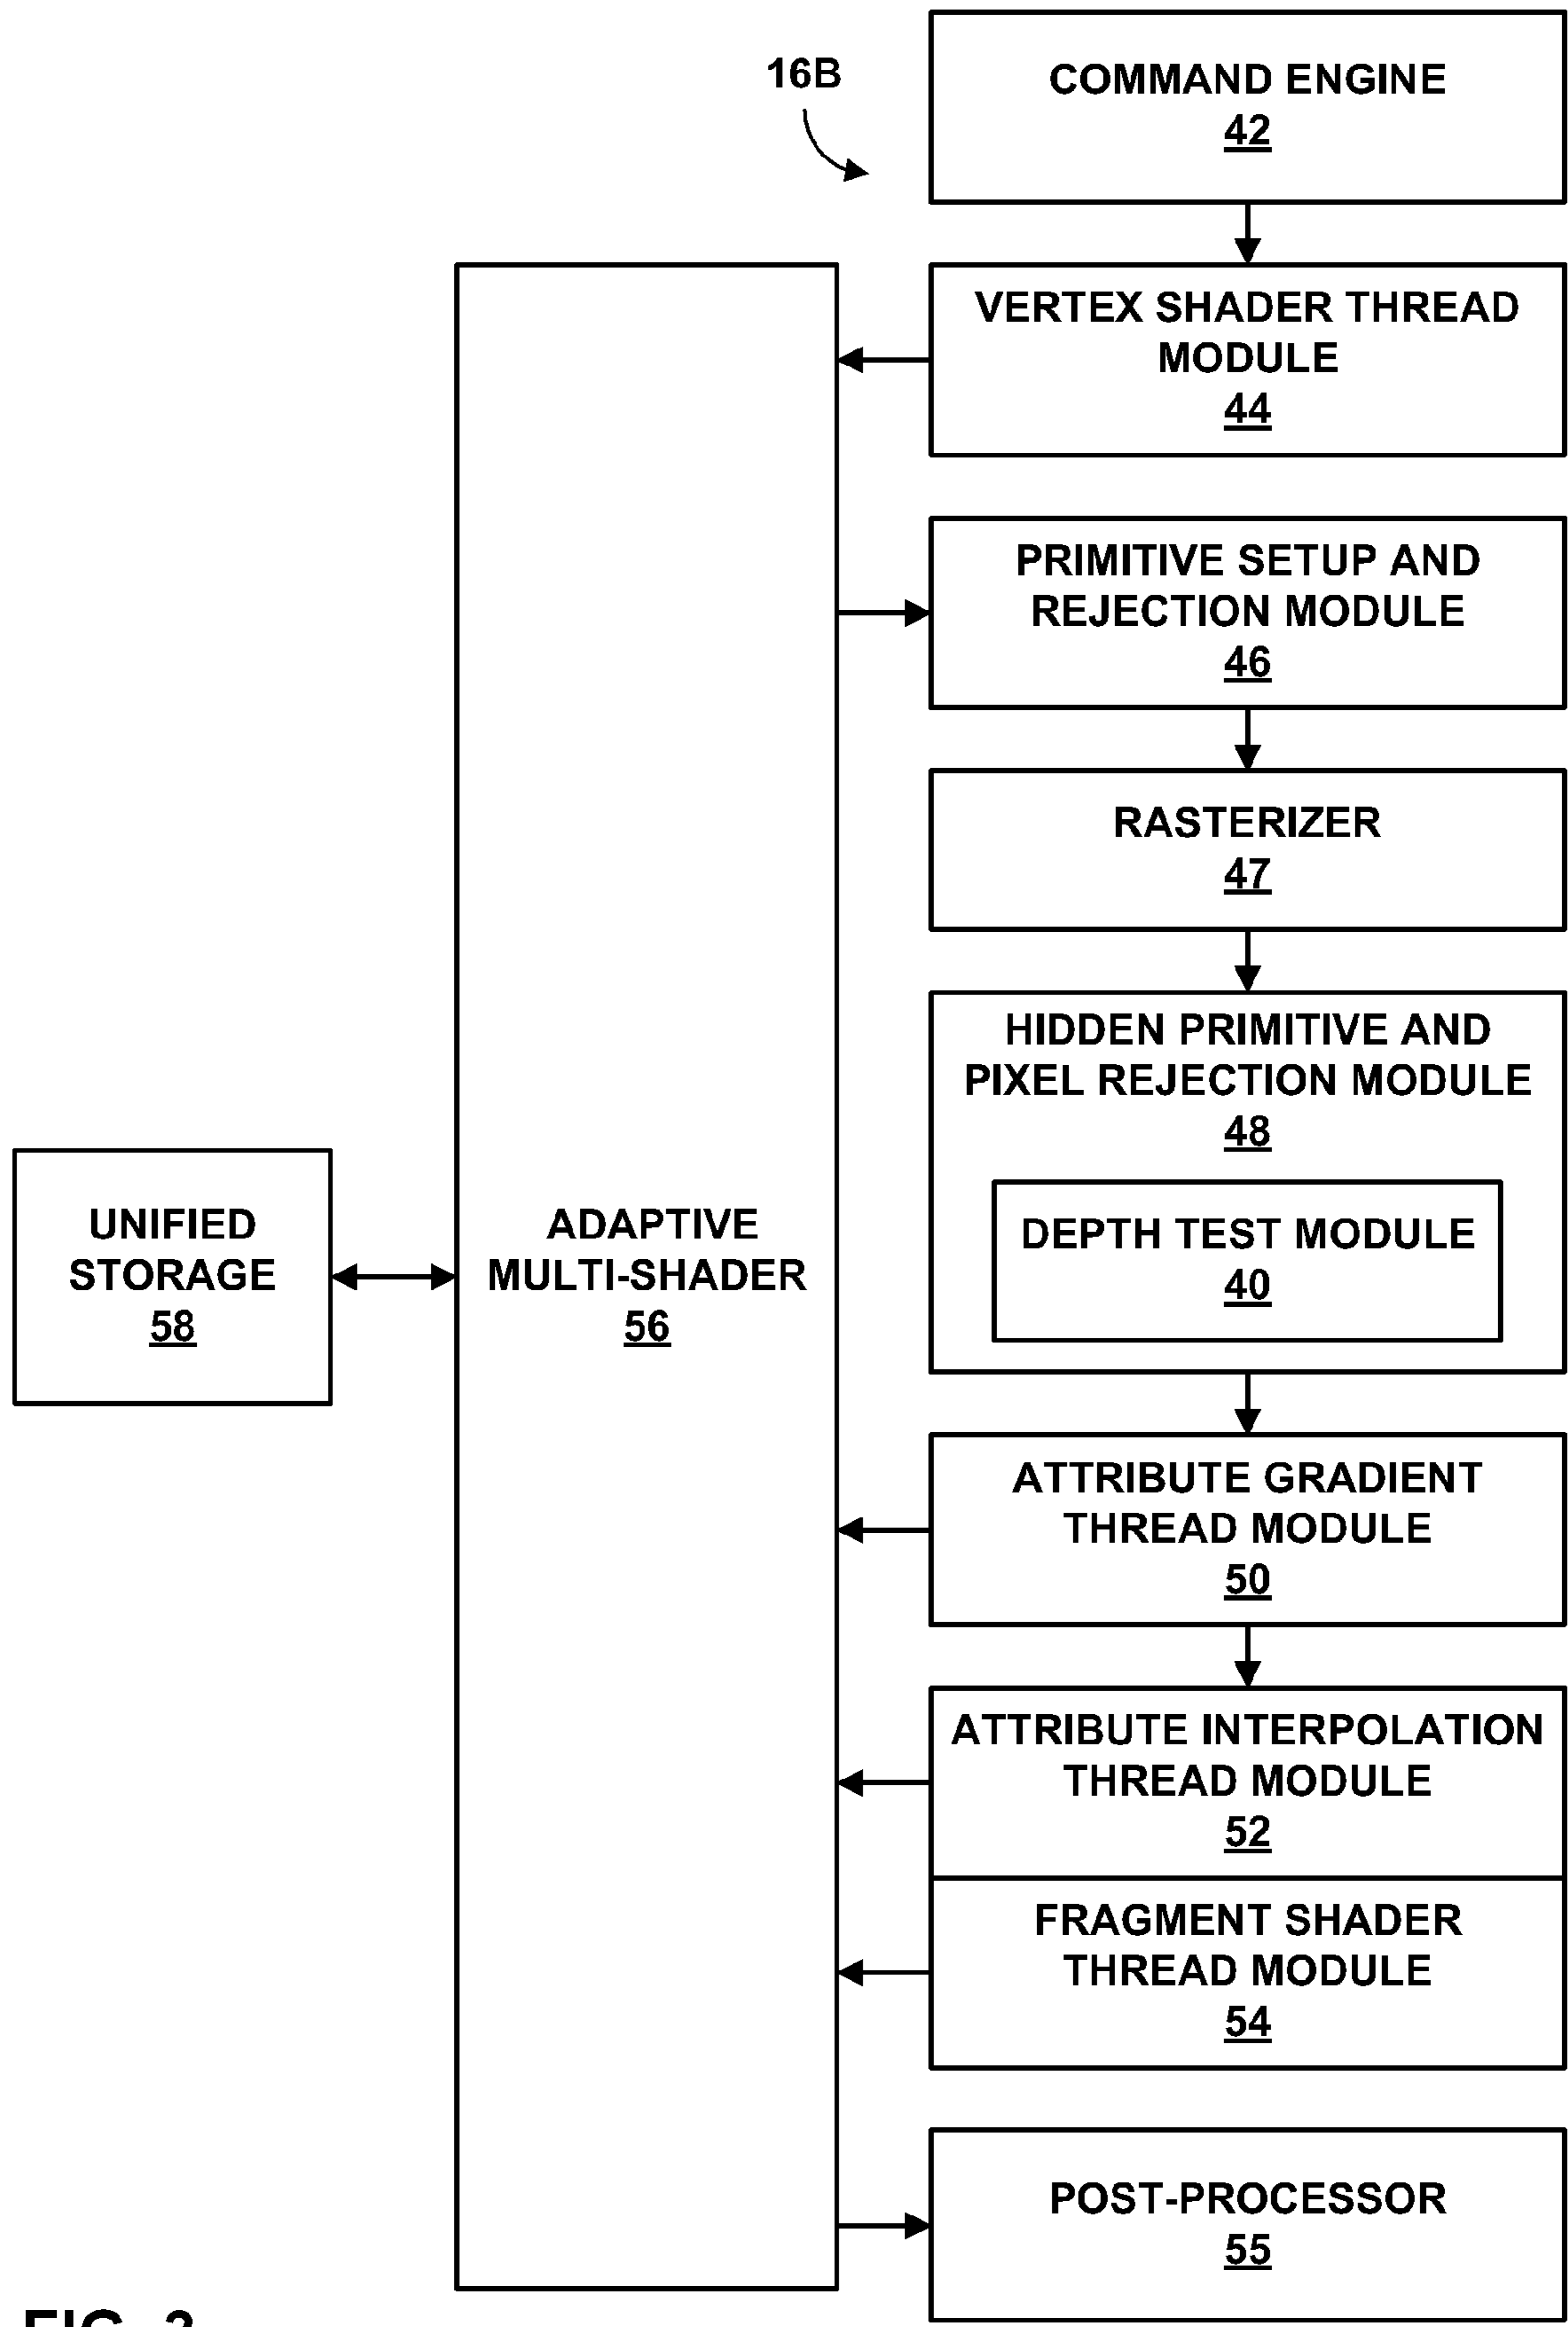 16B
COMMAND ENGINE
42
VERTEX SHADER THREAD
MODULE
44
PRIMITIVE SETUP AND
REJECTION MODULE
46
RASTERIZER
47
HIDDEN PRIMITIVE AND
PIXEL REJECTION MODULE
48
DEPTH TEST MODULE
40
UNIFIED
STORAGE
58
ADAPTIVE
MULTI-SHADER
56
ATTRIBUTE GRADIENT
THREAD MODULE
50
ATTRIBUTE INTERPOLATION
THREAD MODULE
52
FRAGMENT SHADER
THREAD MODULE
54
POST-PROCESSOR
55